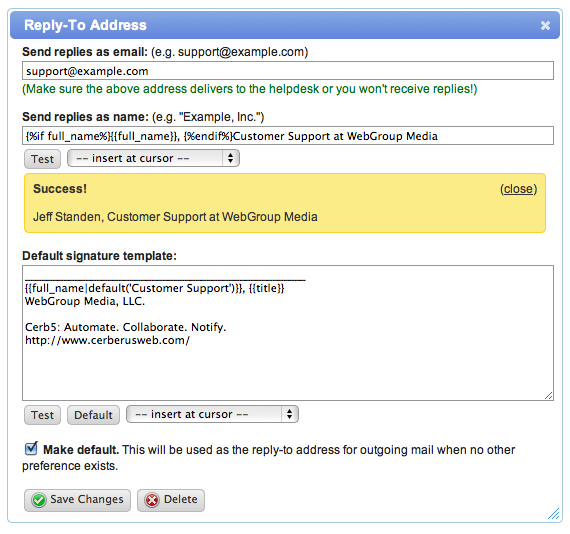 Reply-To Address
Send replies as email: (e.g. support@example.com)
support@example.com
(Make sure the above address delivers to the helpdesk or you won't receive replies!)
Send replies as name: (e.g. "Example, Inc.")
{%if full_name%}{{full_name}}, {%endif%}Customer Support at WebGroup Media
Test -- insert at cursor --
Success! (close)
Jeff Standen, Customer Support at WebGroup Media
Default signature template:
{{full_name|default('Customer Support')}}, {{title}}
WebGroup Media, LLC.
Cerb5: Automate. Collaborate. Notify.
http://www.cerberusweb.com/
Test Default -- insert at cursor --
Make default. This will be used as the reply-to address for outgoing mail when no other
preference exists.
Save Changes Delete